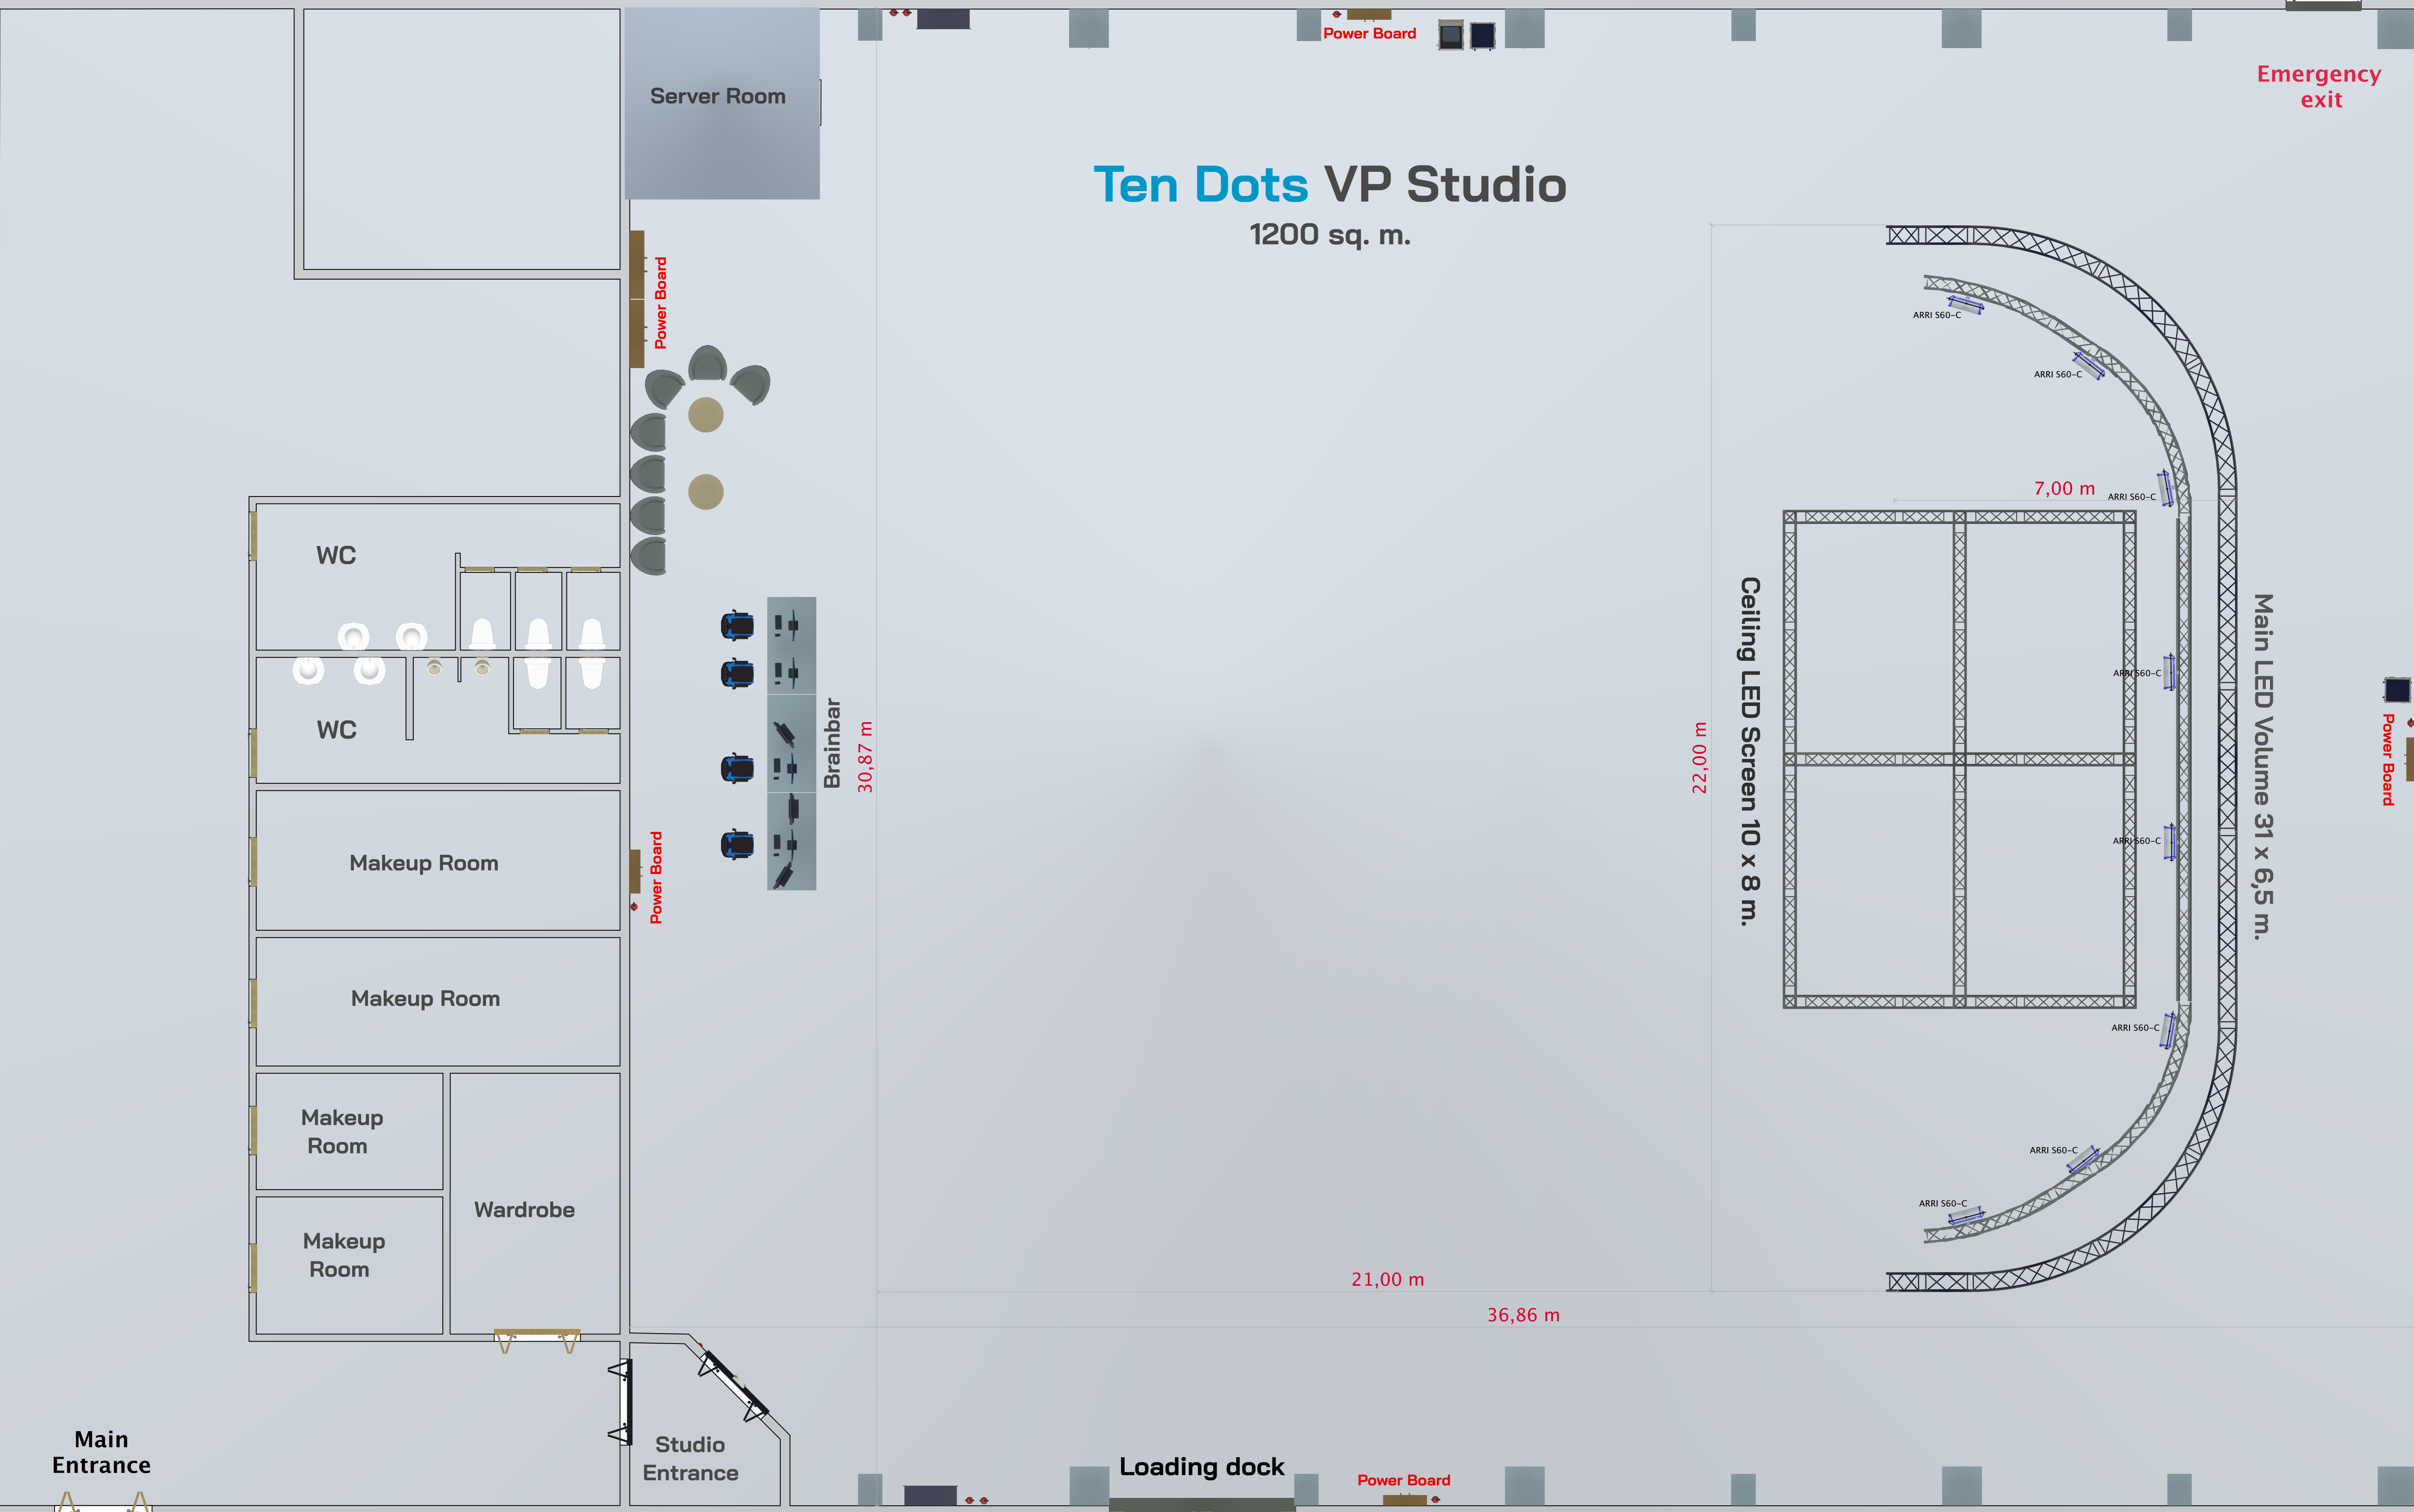 Power Board
Emergency
exit
Server Room
Ten Dots VP Studio
1200 sq. m.
Power Board
ARRI S60-C
ARRI S60-C
7,00 m
ARRI S60-C
WC
Ceiling LED Screen 10 x 8 m.
Main LED Volume 31 x 6,5 m.
ARRI S60-C
WC
Brainbar
30,87 m
22,00 m
Power Board
ARRI S60-C
Makeup Room
Power Board
Makeup Room
ARRI S60-C
Makeup
Room
ARRI S60-C
Wardrobe
ARRI S60-C
Makeup
Room
21,00 m
36,86 m
Main
Entrance
Studio
Entrance
Loading dock
Power Board